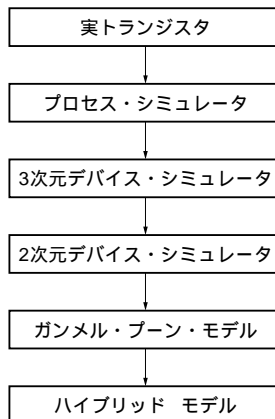 実トランジスタ
プロセス・シミュレータ
3次元デバイス・シミュレータ
2次元デバイス・シミュレータ
ガンメル・プーン・モデル
ハイブリッド モデル